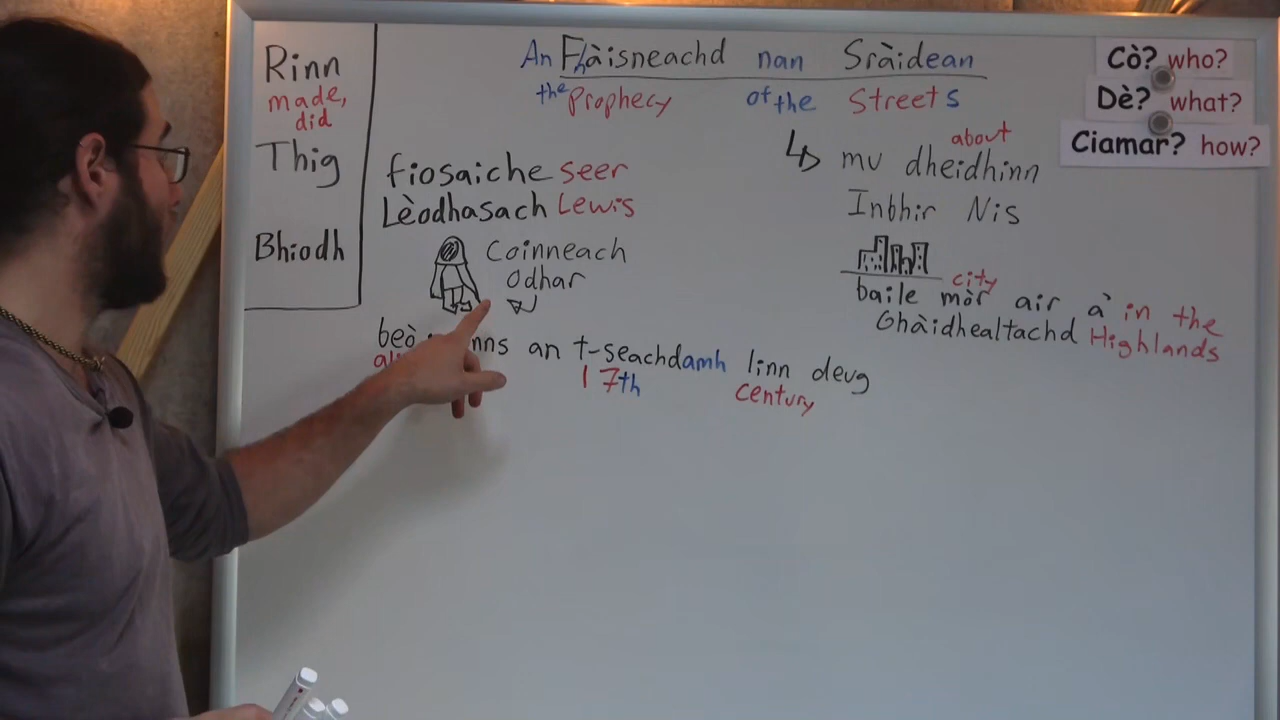 Rinn
made,
did
Thig
Bhiodh
An Fhàisneachd nan Sràidean
the Prophecy of the Streets
fiosaiche seer
Lèodhasach Lewis
Coinneach
Odhar
beò an t-seachdamh linn deug
17th century
about
mu dheidhinn
Inbhir Nis
city
baile mòr air a' in the
Ghàidhealtachd Highlands
Cò? who?
Dè? what?
Ciamar? how?